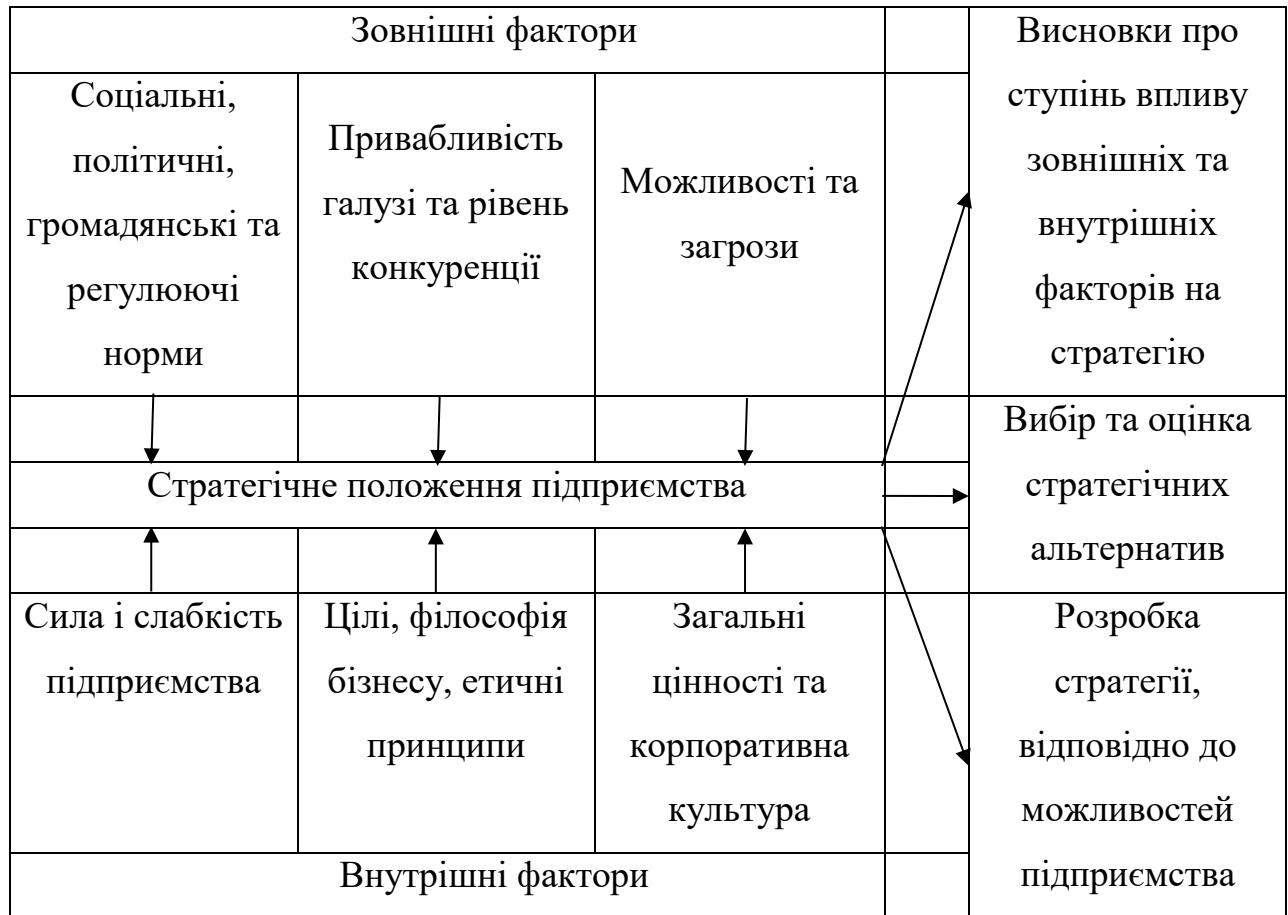 Зовнішні фактори
Соціальні,
політичні,
громадянські та
регулюючі
норми
Привабливість
галузі та рівень
конкуренції
Можливості та
загрози
Висновки про
ступінь впливу
зовнішніх та
внутрішніх
факторів на
стратегію
Стратегічне положення підприємства
Вибір та оцінка
стратегічних
альтернатив
Сила і слабкість
підприємства
Цілі, філософія
бізнесу, етичні
принципи
Загальні
цінності та
корпоративна
культура
Розробка
стратегії,
відповідно до
можливостей
підприємства
Внутрішні фактори